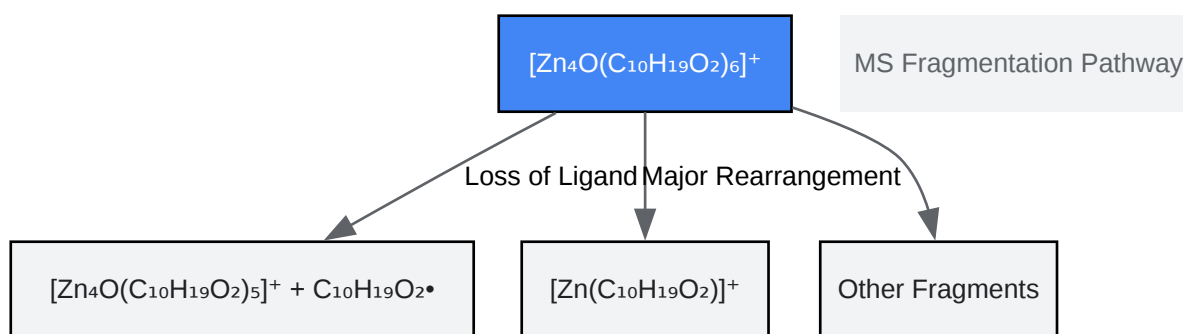 [Zn₄O(C₁₀H₁₉O₂)₆]⁺
MS Fragmentation Pathway
Loss of Ligand
Major Rearrangement
[Zn₄O(C₁₀H₁₉O₂)₅]⁺ + C₁₀H₁₉O₂•
[Zn(C₁₀H₁₉O₂)]⁺
Other Fragments